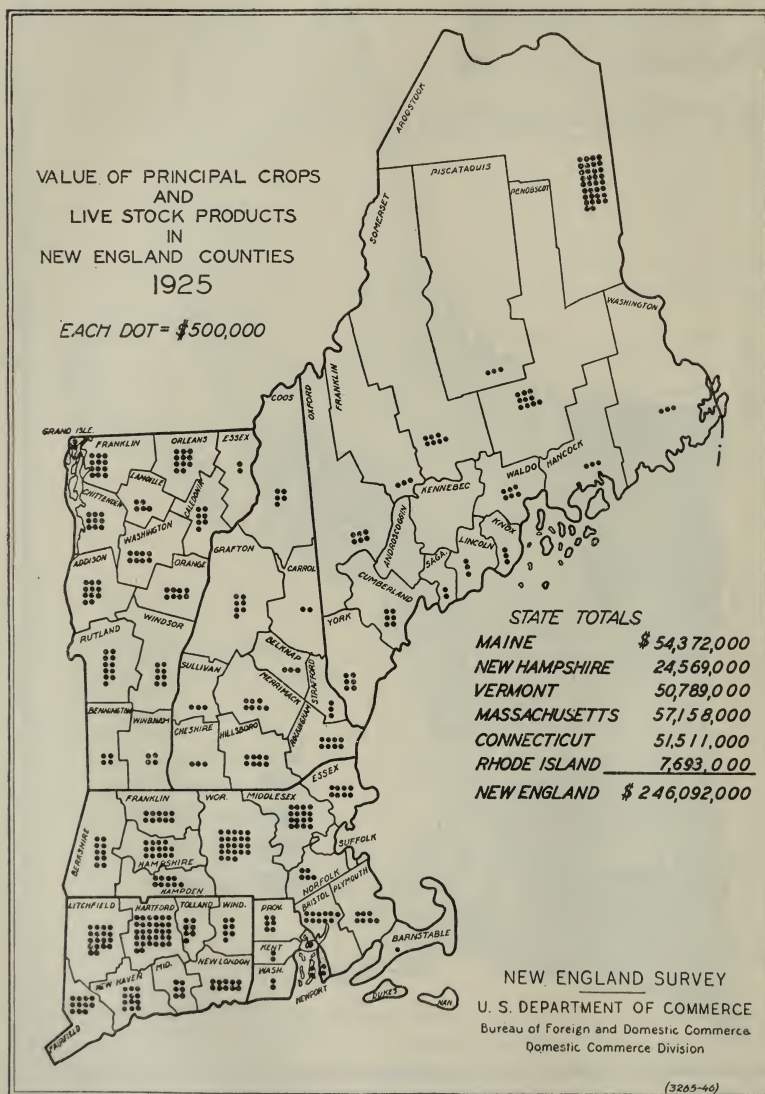 VALUE OF PRINCIPAL CROPS
AND
LIVE STOCK PRODUCTS
IN
NEW ENGLAND COUNTIES
1925
EACH DOT = $500,000
AROOSTOOK
PISCATAQUIS
PENOBSCOT
SOMERSET
WASHINGTON
FRANKLIN
OXFORD
COOS
GRAND ISLE.
FRANKLIN
ORLEANS
ESSEX
LAMOILLE
CHITTENDEN
CALEDONIA
WASHINGTON
ADDISON
ORANGE
GRAFTON
CARROL
KENNEBEC
WALDO
HANCOCK
ANDROSCOGGIN
SAGA.
LINCOLN
KNOX
CUMBERLAND
YORK
RUTLAND
WINDSOR
SULLIVAN
BELKNAP
STRAFFORD
MERRIMACK
BENNINGTON
WINDHAM
CHESHIRE
HILLSBORO
ROCKINGHAM
STATE TOTALS
MAINE $54,372,000
NEW HAMPSHIRE 24,569,000
VERMONT 50,789,000
MASSACHUSETTS 57,158,000
CONNECTICUT 51,511,000
RHODE ISLAND 7,693,000
NEW ENGLAND $246,092,000
ESSEX
FRANKLIN
WOR.
MIDDLESEX
BERKSHIRE
HAMPSHIRE
HAMPDEN
SUFFOLK
NORFOLK
BRISTOL
PLYMOUTH
BARNSTABLE
LITCHFIELD
HARTFORD
TOLLAND
WIND.
PROV.
KENT
WASH.
NEWPORT
NEW HAVEN
MID.
NEW LONDON
FAIRFIELD
DUKES
NAN.
NEW ENGLAND SURVEY
U. S. DEPARTMENT OF COMMERCE
Bureau of Foreign and Domestic Commerce
Domestic Commerce Division
(3265-46)